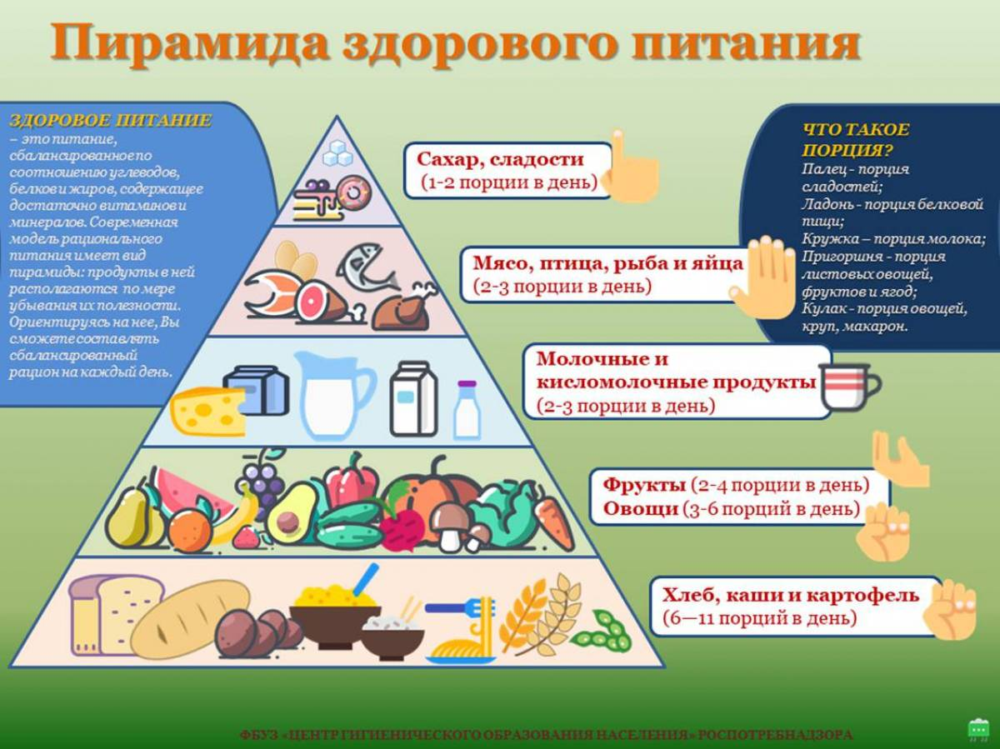 Пирамида здорового питания
ЗДОРОВОЕ ПИТАНИЕ
– это питание,
сбалансированное по
соотношению углеводов,
белков и жиров, содержащее
достаточно витаминов и
минералов. Современная
модель рационального
питания имеет вид
пирамиды: продукты в ней
располагаются по мере
убывания их полезности.
Ориентируясь на нее, Вы
сможете составлять
сбалансированный
рацион на каждый день.
Сахар, сладости
(1-2 порции в день)
Мясо, птица, рыба и яйца
(2-3 порции в день)
Молочные и
кисломолочные продукты
(2-3 порции в день)
Фрукты (2-4 порции в день)
Овощи (3-6 порций в день)
Хлеб, каши и картофель
(6—11 порций в день)
ЧТО ТАКОЕ
ПОРЦИЯ?
Палец - порция
сладостей;
Ладонь - порция белковой
пищи;
Кружка – порция молока;
Пригоршня - порция
листовых овощей,
фруктов и ягод;
Кулак - порция овощей,
круп, макарон.
ФБУЗ «ЦЕНТР ГИГИЕНИЧЕСКОГО ОБРАЗОВАНИЯ НАСЕЛЕНИЯ» РОСПОТРЕБНАДЗОРА